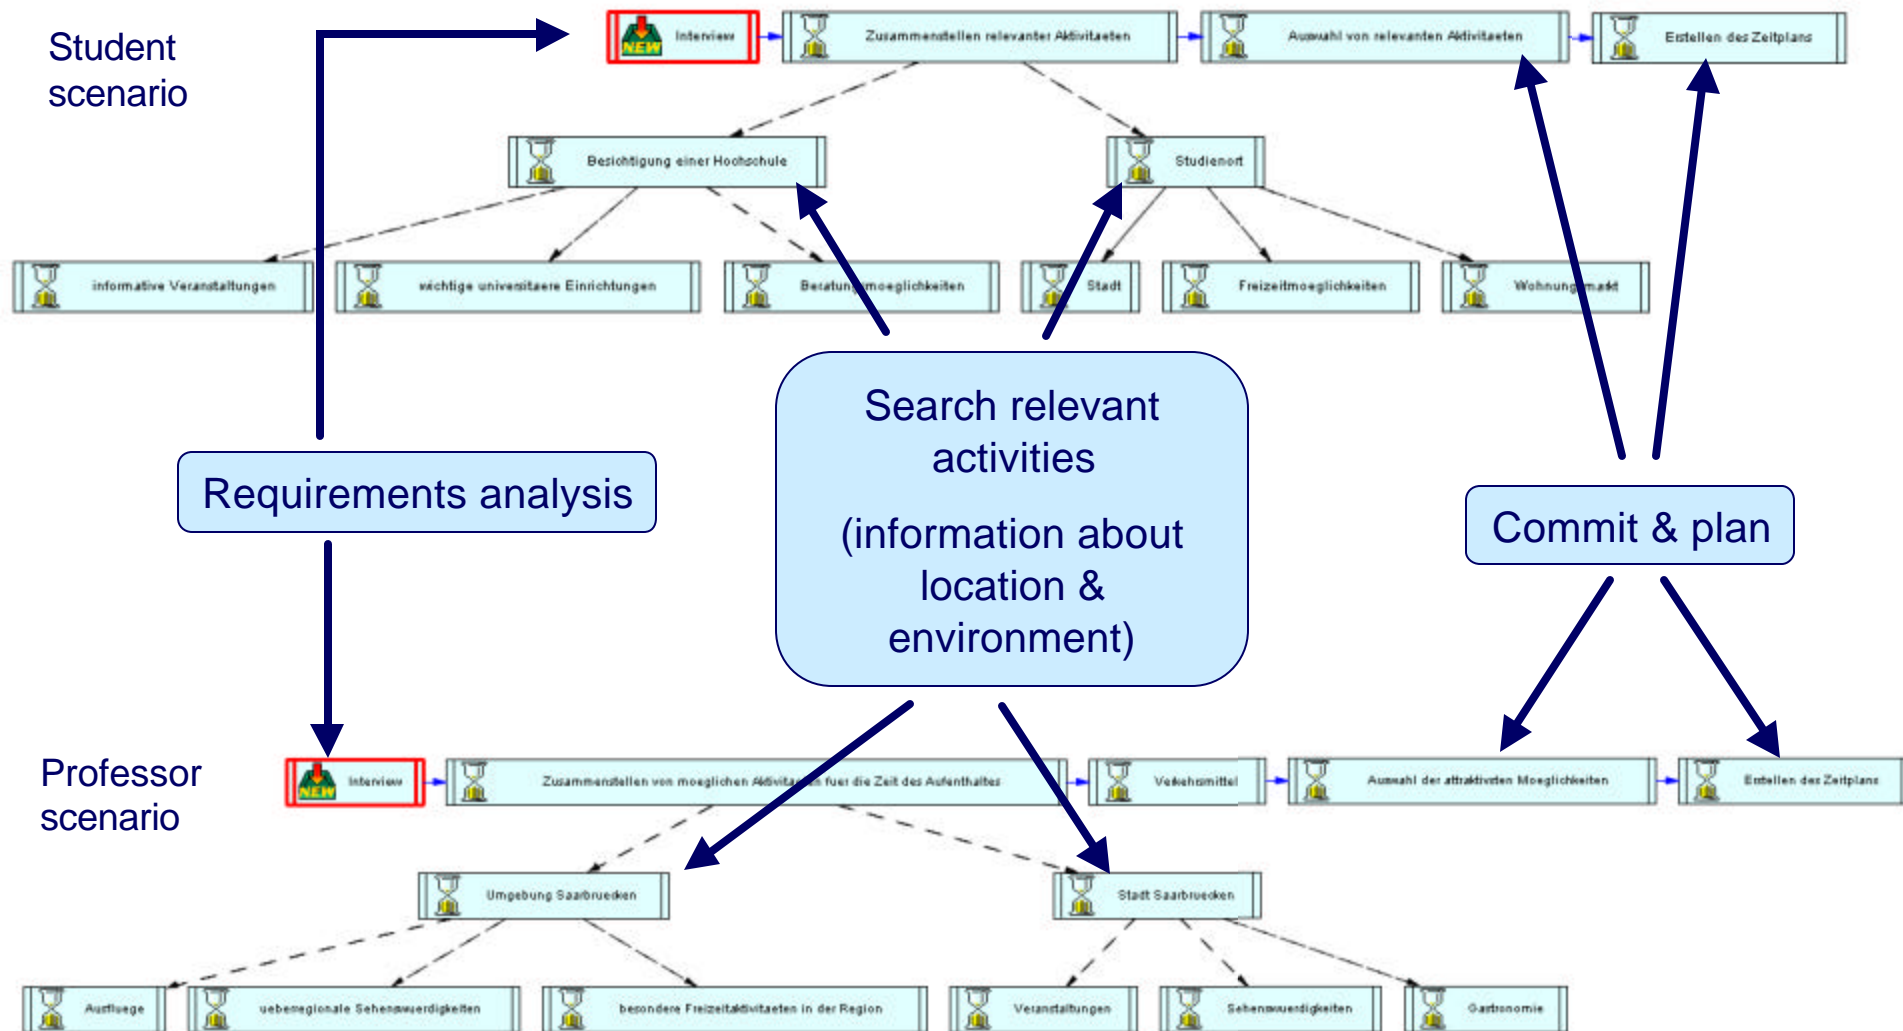 Student
scenario
NEW Interview
Zusammenstellen relevanter Aktivitaeten
Auswahl von relevanten Aktivitaeten
Erstellen des Zeitplans
Besichtigung einer Hochschule
Studienort
informative Veranstaltungen
wichtige universitaere Einrichtungen
Beratungsmoeglichkeiten
Stadt
Freizeitmoeglichkeiten
Wohnungsmarkt
Requirements analysis
Search relevant
activities
(information about
location &
environment)
Commit & plan
Professor
scenario
NEW Interview
Zusammenstellen von moeglichen Aktivitaeten fuer die Zeit des Aufenthaltes
Verkehrsmittel
Auswahl der attraktivsten Moeglichkeiten
Erstellen des Zeitplans
Umgebung Saarbruecken
Stadt Saarbruecken
Ausfluege
ueberregionale Sehenswuerdigkeiten
besondere Freizeitaktivitaeten in der Region
Veranstaltungen
Sehenswuerdigkeiten
Gastronomie